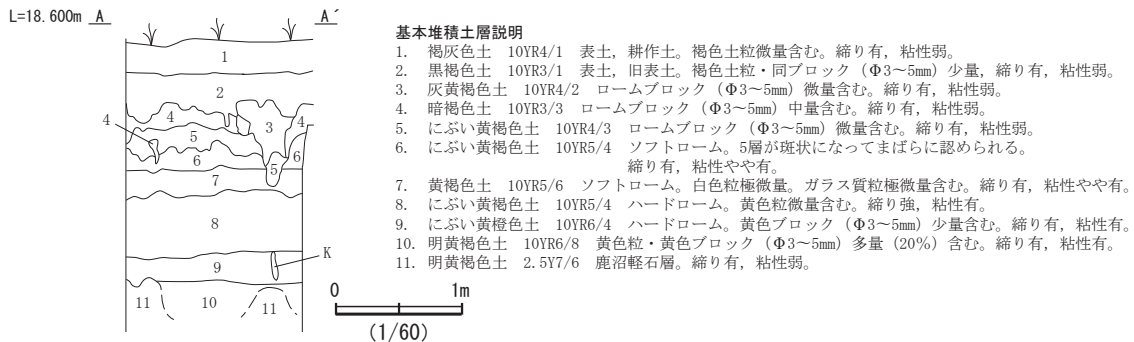 L=18.600m A A´
基本堆積土層説明
1. 褐灰色土 10YR4/1 表土，耕作土。褐色土粒微量含む。締り有，粘性弱。
2. 黒褐色土 10YR3/1 表土，旧表土。褐色土粒・同ブロック（Φ3～5mm）少量，締り有，粘性弱。
3. 灰黄褐色土 10YR4/2 ロームブロック（Φ3～5mm）微量含む。締り有，粘性弱。
4. 暗褐色土 10YR3/3 ロームブロック（Φ3～5mm）中量含む。締り有，粘性弱。
5. にぶい黄褐色土 10YR4/3 ロームブロック（Φ3～5mm）微量含む。締り有，粘性弱。
6. にぶい黄褐色土 10YR5/4 ソフトローム。5層が斑状になってまばらに認められる。
締り有，粘性やや有。
7. 黄褐色土 10YR5/6 ソフトローム。白色粒極微量。ガラス質粒極微量含む。締り有，粘性やや有。
8. にぶい黄褐色土 10YR5/4 ハードローム。黄色粒微量含む。締り強，粘性有。
9. にぶい黄橙色土 10YR6/4 ハードローム。黄色ブロック（Φ3～5mm）少量含む。締り有，粘性有。
10. 明黄褐色土 10YR6/8 黄色粒・黄色ブロック（Φ3～5mm）多量（20％）含む。締り有，粘性有。
11. 明黄褐色土 2.5Y7/6 鹿沼軽石層。締り有，粘性弱。
1
2
4 3 4
4 5
6 5 6
7
8
9 K
11 10 11
0 1m
(1/60)